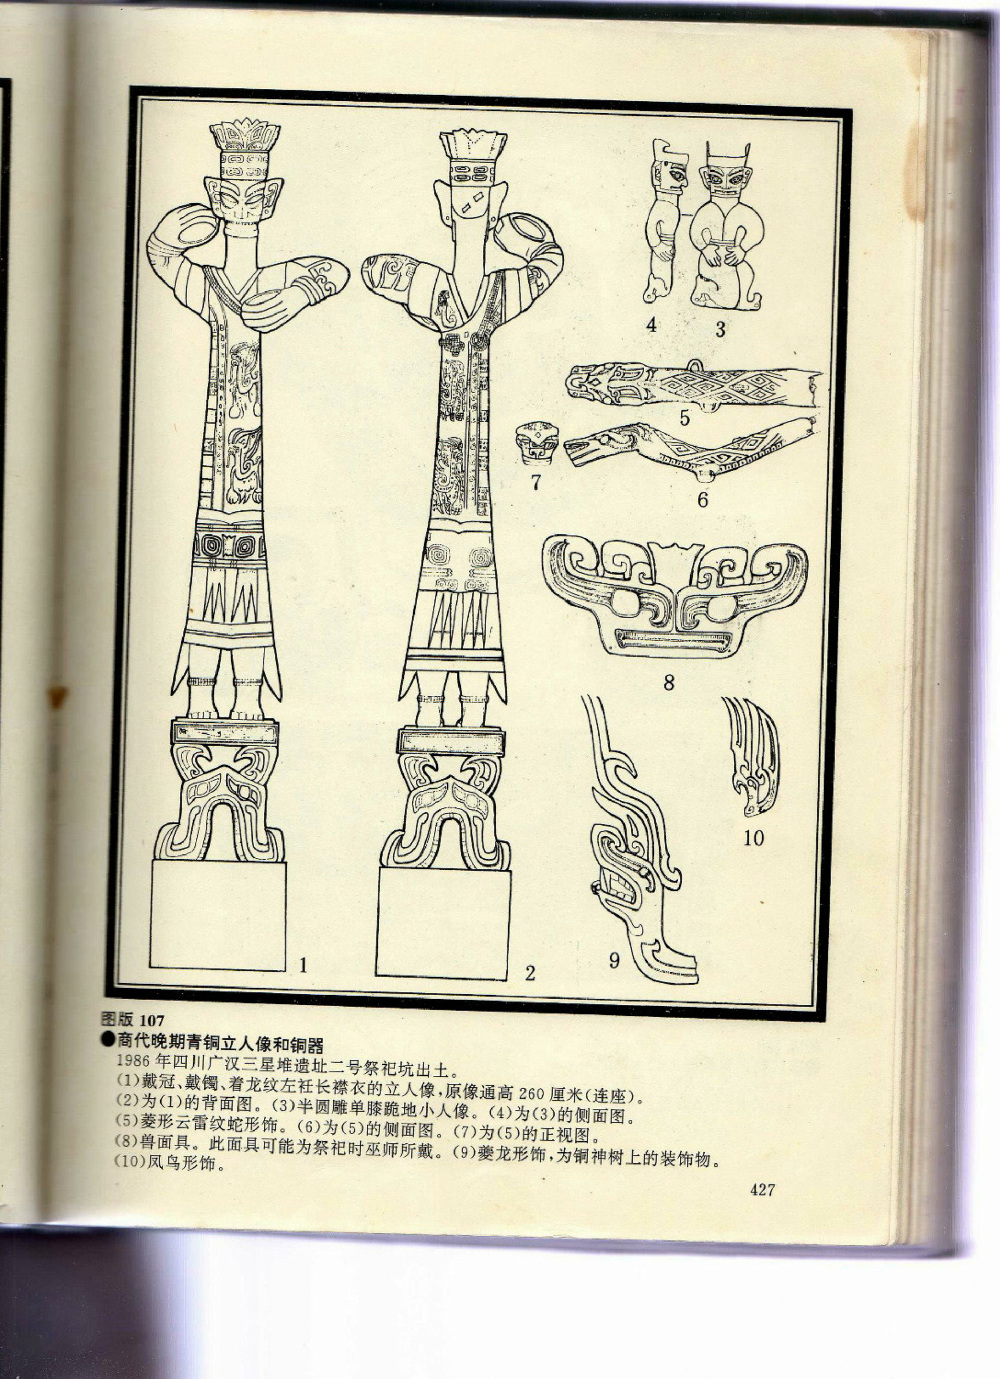 4
3
5
7
6
8
10
9
1
2
图版 107
●商代晚期青铜立人像和铜器
1986 年四川广汉三星堆遗址二号祭祀坑出土。
(1)戴冠、戴镯、着龙纹左衽长襟衣的立人像,原像通高 260 厘米(连座)。
(2)为(1)的背面图。(3)半圆雕单膝跪地小人像。(4)为(3)的侧面图。
(5)菱形云雷纹蛇形饰。(6)为(5)的侧面图。(7)为(5)的正视图。
(8)兽面具。此面具可能为祭祀时巫师所戴。(9)夔龙形饰,为铜神树上的装饰物。
(10)凤鸟形饰。
427